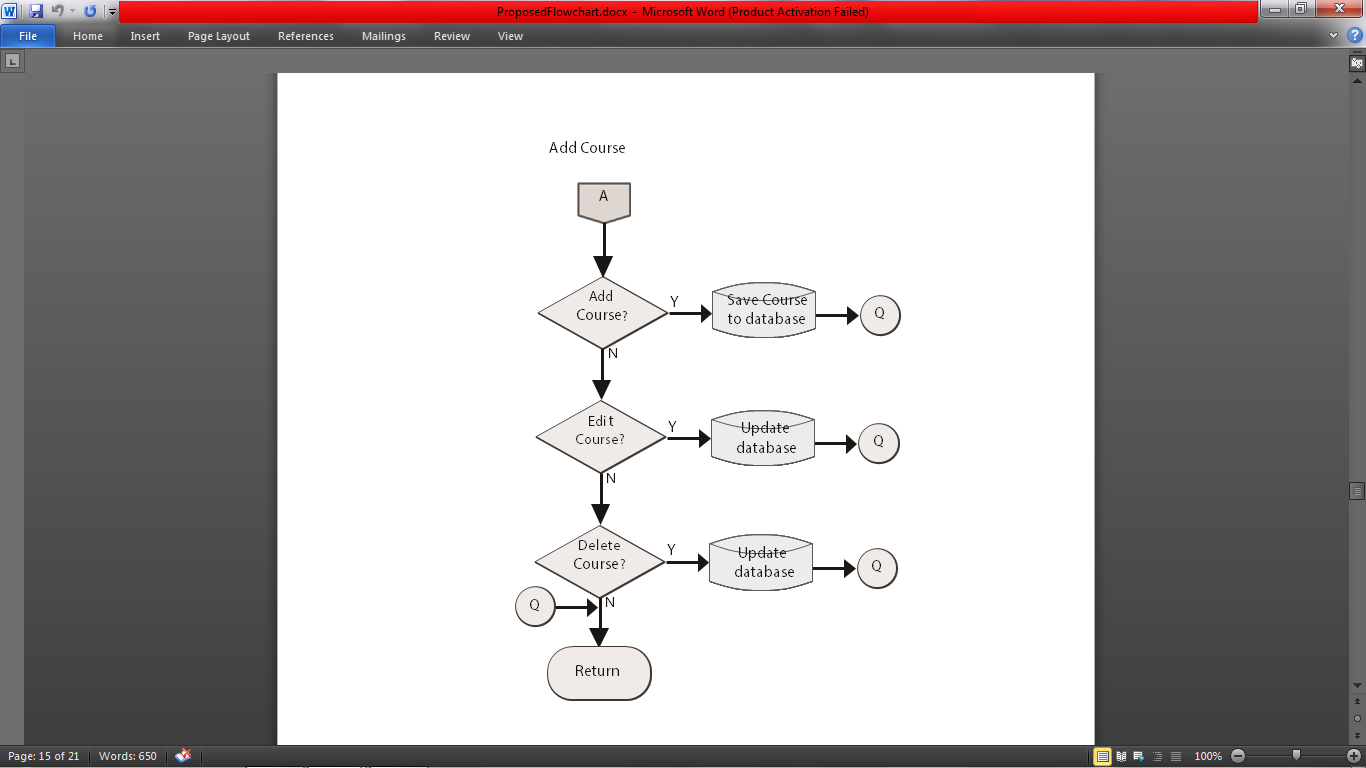 ProposedFlowchart.docx - Microsoft Word (Product Activation Failed)
File Home Insert Page Layout References Mailings Review View
Add Course
A
Add
Course?
Y
Save Course
to database
Q
N
Edit
Course?
Y
Update
database
Q
N
Delete
Course?
Y
Update
database
Q
Q
N
Return
Page: 15 of 21 Words: 650 100%